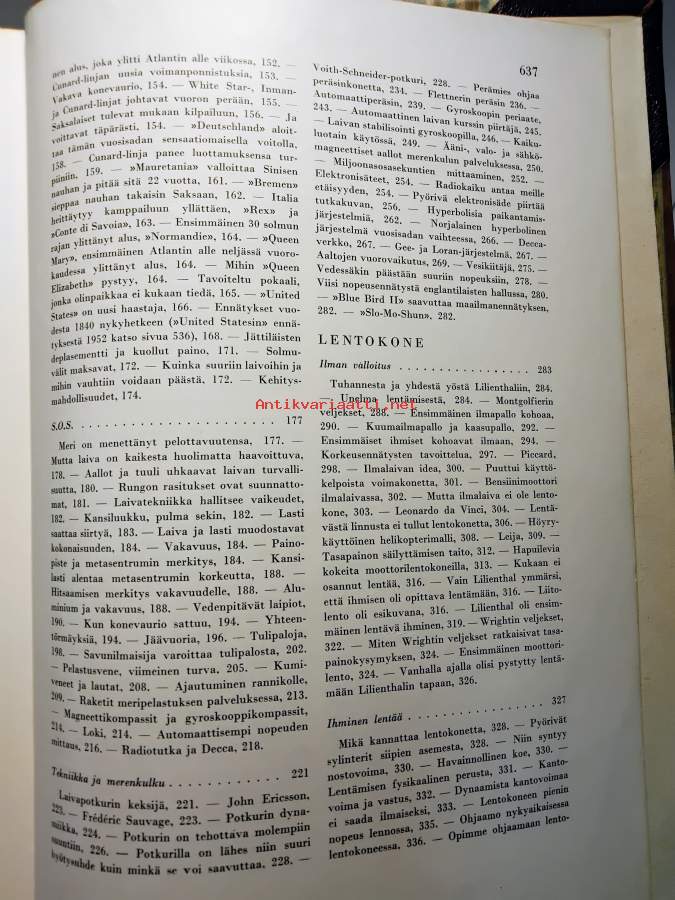 637
nen alus, joka ylitti Atlantin alle viikossa, 152. —
Cunard-linjan uusia voimanponnistuksia, 153. —
Vakava konevaurio, 154. — White Star-, Inman-
ja Cunard-linjat johtavat vuoron perään, 155. —
Saksalaiset tulevat mukaan kilpailuun, 156. — Ja
voittavat täpärästi. 154. — »Deutschland» aloit-
taa tämän vuosisadan sensaatiomaisella voitolla,
158. — Cunard-linja panee luottamuksensa tur-
piiniin, 159. — »Mauretania» valloittaa Sinisen
nauhan ja pitää sitä 22 vuotta, 161. — »Bremen»
sieppaa nauhan takaisin Saksaan, 162. — Italia
heittäytyy kamppailuun yllättäen, »Rex» ja
»Conte di Savoia», 163. — Ensimmäinen 30 solmun
rajan ylittänyt alus, »Normandie», 164. — »Queen
Mary», ensimmäinen Atlantin alle neljässä vuoro-
kaudessa ylittänyt alus, 164. — Mihin »Queen
Elizabeth» pystyy, 164. — Tavoiteltu pokaali,
jonka olinpaikkaa ei kukaan tiedä, 165. — »United
States» on uusi haastaja, 166. — Ennätykset vuo-
desta 1840 nykyhetkeen (»United Statesin» ennä-
tyksestä 1952 katso sivua 536), 168. — Jättiläisten
deplasementti ja kuollut paino, 171. — Solmu-
välit maksavat, 172. — Kuinka suuriin laivoihin ja
mihin vauhtiin voidaan päästä, 172. — Kehitys-
mahdollisuudet, 174.
S.O.S. . . . . . . . . . . . . . . . . . . . . . . . 177
Meri on menettänyt pelottavuutensa, 177. —
Mutta laiva on kaikesta huolimatta haavoittuva,
178. — Aallot ja tuuli uhkaavat laivan turvalli-
suutta, 180. — Rungon rasitukset ovat suunnatto-
mat, 181. — Laivatekniikka hallitsee vaikeudet,
182. — Kansiluukku, pulma sekin, 182. — Lasti
saattaa siirtyä, 183. — Laiva ja lasti muodostavat
kokonaisuuden, 184. — Vakavuus, 184. — Paino-
piste ja metasentrumin merkitys, 184. — Kansi-
lasti alentaa metasentrumin korkeutta, 188. —
Hitsaamisen merkitys vakavuudelle, 188. — Alu-
minium ja vakavuus, 188. — Vedenpitävät laipiot,
190. — Kun konevaurio sattuu, 194. — Yhteen-
törmäyksiä, 194. — Jäävuoria, 196. — Tulipaloja,
198. — Savunilmaisija varoittaa tulipalosta, 202.
— Pelastusvene, viimeinen turva. 205. — Kumi-
veneet ja lautat, 208. — Ajautuminen rannikolle,
209. — Raketit meripelastuksen palveluksessa, 213.
— Magneettikompassit ja gyroskooppikompassit,
214. — Loki, 214. — Automaattisempi nopeuden
mittaus, 216. — Radiotutka ja Decca, 218.
Tekniikka ja merenkulku . . . . . . . . . . . . 221
Laivapotkurin keksijä, 221. — John Ericsson,
223. — Frédéric Sauvage, 223. — Potkurin dyna-
miikka, 224. — Potkurin on tehottava molempiin
suuntiin, 226. — Potkurilla on lähes niin suuri
hyötysuhde kuin minkä se voi saavuttaa, 228. —
Voith-Schneider-potkuri, 228. — Perämies ohjaa
peräsinkonetta, 234. — Flettnerin peräsin 236. —
Automaattiperäsin, 239. — Gyroskoopin periaate,
243. — Automaattinen laivan kurssin piirtäjä, 245.
— Laivan stabilisointi gyroskoopilla, 246. — Kaiku-
luotain käytössä, 249. — Ääni-, valo- ja sähkö-
magneettiset aallot merenkulun palveluksessa, 250.
— Miljoonasosasekuntien mittaaminen, 252. —
Elektronisäteet, 254. — Radiokaiku antaa meille
etäisyyden, 254. — Pyörivä elektronisäde piirtää
tutkakuvan, 256. — Hyperbolisia paikantamis-
järjestelmiä, 262. — Norjalainen hyperbolinen
järjestelmä vuosisadan vaihteessa, 266. — Decca-
verkko, 267. — Gee- ja Loran-järjestelmä, 267. —
Aaltojen vuorovaikutus, 269. — Vesikiitäjä, 275. —
Vedessäkin päästään suuriin nopeuksiin, 278. —
Viisi nopeusennätystä englantilaisten hallussa, 280.
— »Blue Bird II» saavuttaa maailmanennätyksen,
282. — »Slo-Mo-Shun». 282.
LENTOKONE
Ilman valloitus . . . . . . . . . . . . . . . . . 283
Tuhannesta ja yhdestä yöstä Lilienthaliin, 284.
— Unelma lentämisestä, 284. — Montgolfierin
veljekset, 288. — Ensimmäinen ilmapallo kohoaa,
290. — Kuumailmapallo ja kaasupallo, 292. —
Ensimmäiset ihmiset kohoavat ilmaan, 294. —
Korkeusennätysten tavoittelua, 297. — Piccard,
298. — Ilmalaivan idea, 300. — Puuttui käyttö-
kelpoista voimakonetta, 301. — Bensiinimoottori
ilmalaivassa, 302. — Mutta ilmalaiva ei ole lento-
kone, 303. — Leonardo da Vinci, 304. — Lentä-
västä linnusta ei tullut lentokonetta, 306. — Höyry-
käyttöinen helikopterimalli, 308. — Leija, 309. —
Tasapainon säilyttämisen taito, 312. — Hapuilevia
kokeita moottorilentokoneilla, 313. — Kukaan ei
osannut lentää, 316. — Vain Lilienthal ymmärsi,
että ihmisen oli opittava lentämään, 316. — Liito-
lento oli esikuvana, 316. — Lilienthal oli ensim-
mäinen lentävä ihminen, 319. — Wrightin veljekset,
322. — Miten Wrightin veljekset ratkaisivat tasa-
painokysymyksen, 324. — Ensimmäinen moottori-
lento, 324. — Vanhalla ajalla olisi pystytty lentä-
mään Lilienthalin tapaan, 326.
Ihminen lentää . . . . . . . . . . . . . . . . . 327
Mikä kannattaa lentokonetta, 328. — Pyörivät
sylinterit siipien asemesta, 328. — Niin syntyy
nostovoima, 330. — Havainnollinen koe, 330. —
Lentämisen fysikaalinen perusta, 331. — Kanto-
voima ja vastus, 332. — Dynaamista kantovoimaa
ei saada ilmaiseksi, 333. — Lentokoneen pienin
nopeus lennossa, 335. — Ohjaamo nykyaikaisessa
lentokoneessa, 336. — Opimme ohjaamaan lento-
Antikvariaatti.net